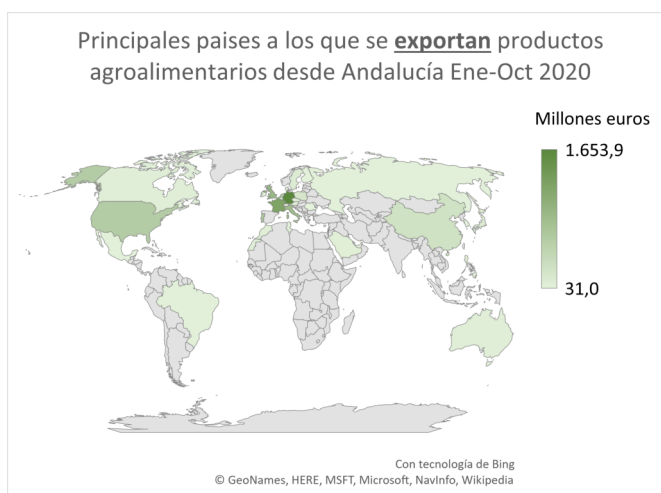 Principales paises a los que se exportan productos
agroalimentarios desde Andalucía Ene-Oct 2020
Millones euros
1.653,9
31,0
Con tecnología de Bing
© GeoNames, HERE, MSFT, Microsoft, NavInfo, Wikipedia